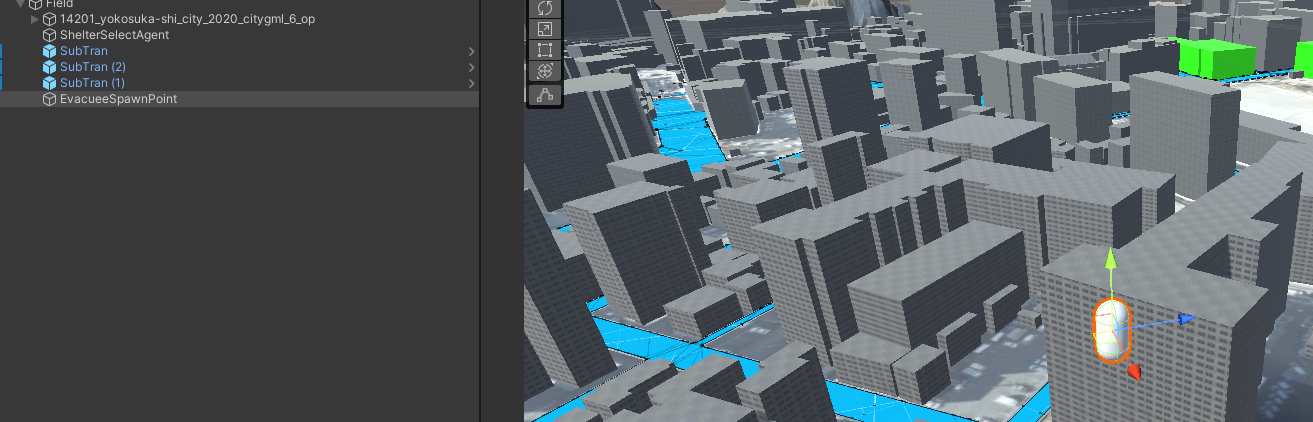 Field
14201_yokosuka-shi_city_2020_citygml_6_op
ShelterSelectAgent
SubTran
SubTran (2)
SubTran (1)
EvacueeSpawnPoint